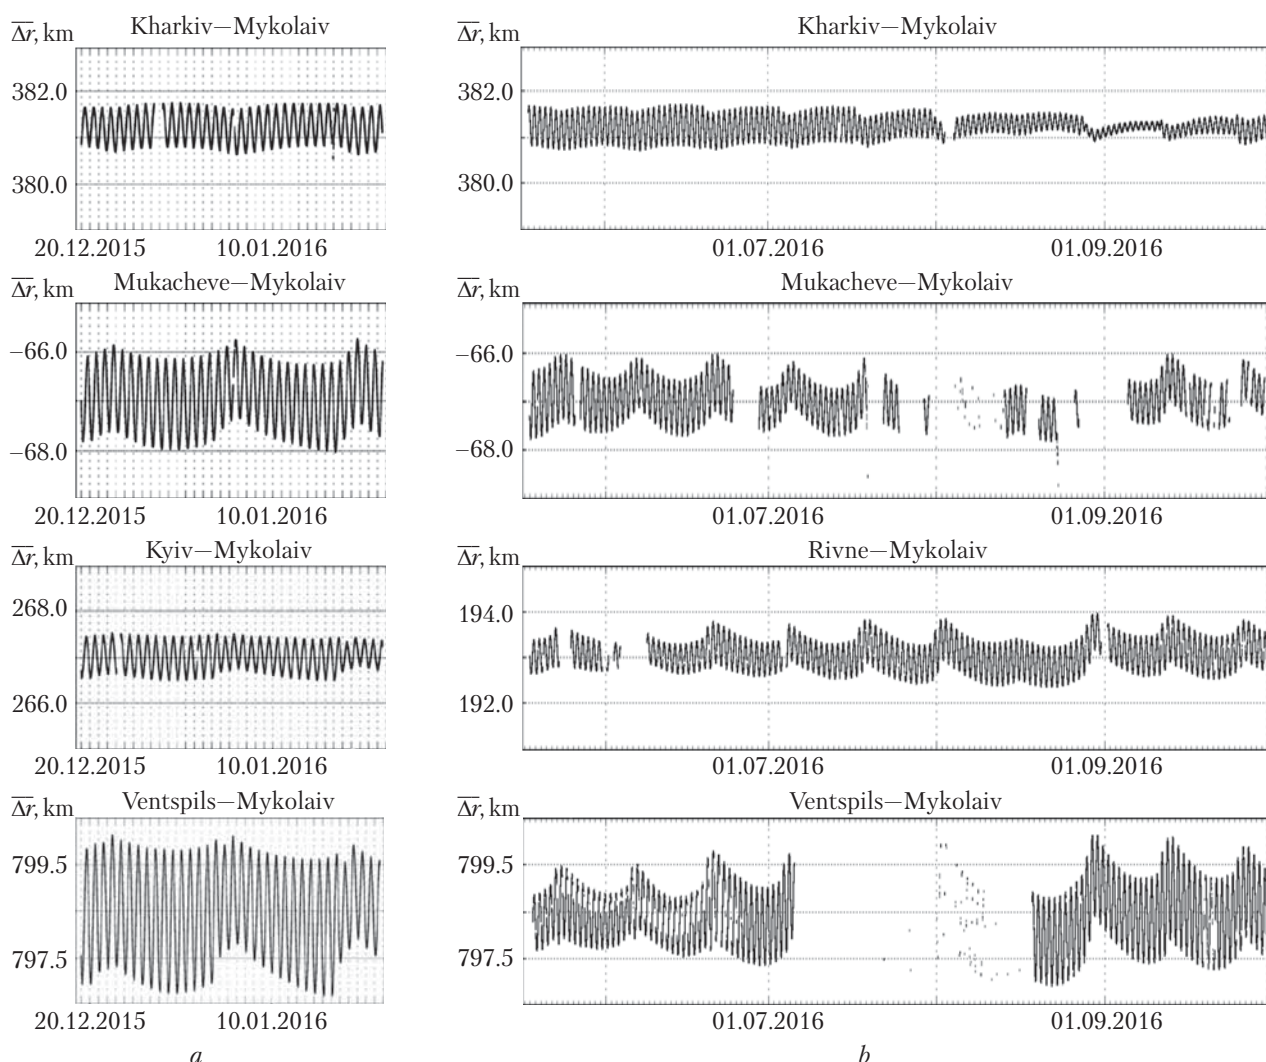 Kharkiv—Mykolaiv
Δr, km
382.0
380.0
20.12.2015 10.01.2016
Kharkiv—Mykolaiv
Δr, km
382.0
380.0
01.07.2016 01.09.2016
Mukacheve—Mykolaiv
Δr, km
−66.0
−68.0
20.12.2015 10.01.2016
Mukacheve—Mykolaiv
Δr, km
−66.0
−68.0
01.07.2016 01.09.2016
Kyiv—Mykolaiv
Δr, km
268.0
266.0
20.12.2015 10.01.2016
Rivne—Mykolaiv
Δr, km
194.0
192.0
01.07.2016 01.09.2016
Ventspils—Mykolaiv
Δr, km
799.5
797.5
20.12.2015 10.01.2016
a
Ventspils—Mykolaiv
Δr, km
799.5
797.5
01.07.2016 01.09.2016
b